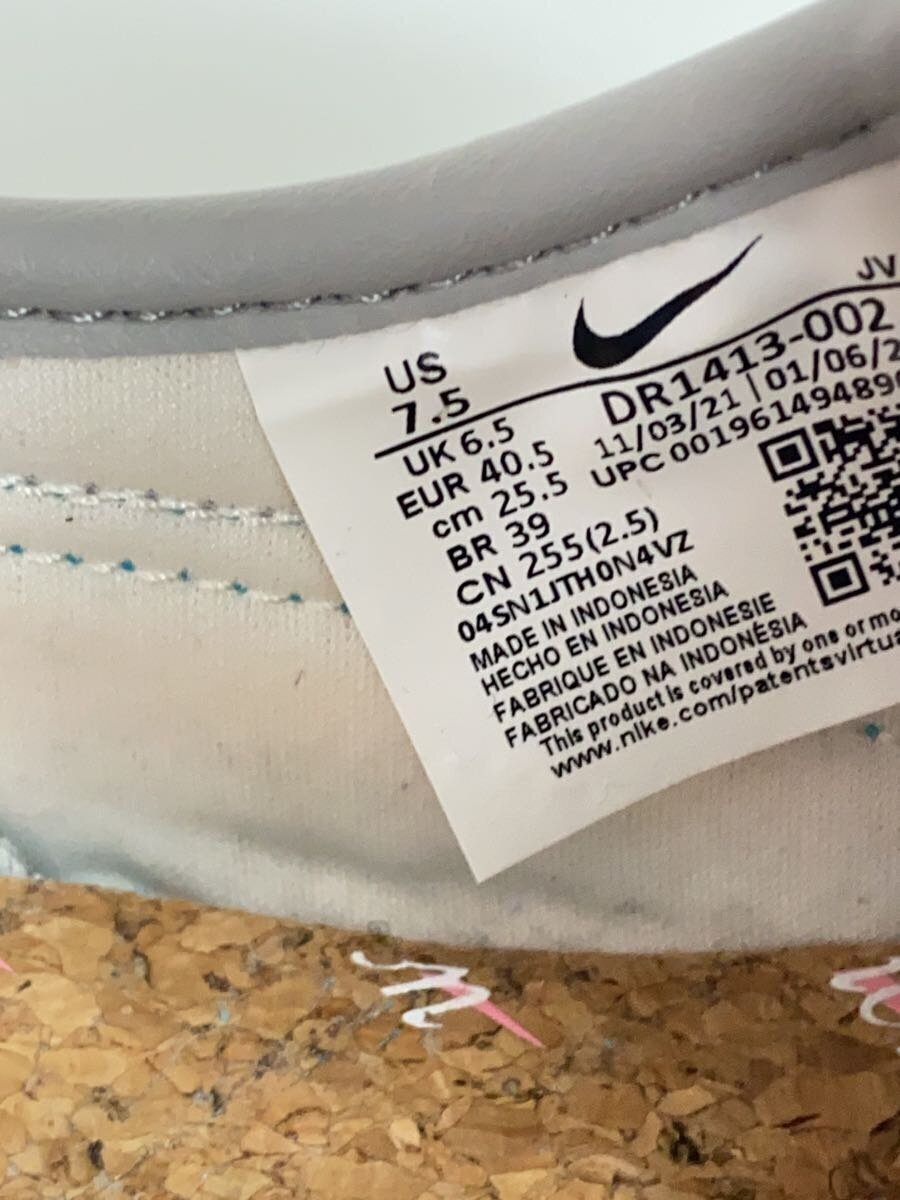 JV
US
7.5
DR1413-002
11/03/21 | 01/06/2
UPC 00196149489
UK 6.5
EUR 40.5
cm 25.5
BR 39
CN 255(2.5)
04SN1JTH0N4VZ
MADE IN INDONESIA
HECHO EN INDONESIA
FABRIQUE EN INDONESIE
FABRICADO NA INDONÉSIA
This product is covered by one or mo
www.nike.com/patentsvirtua